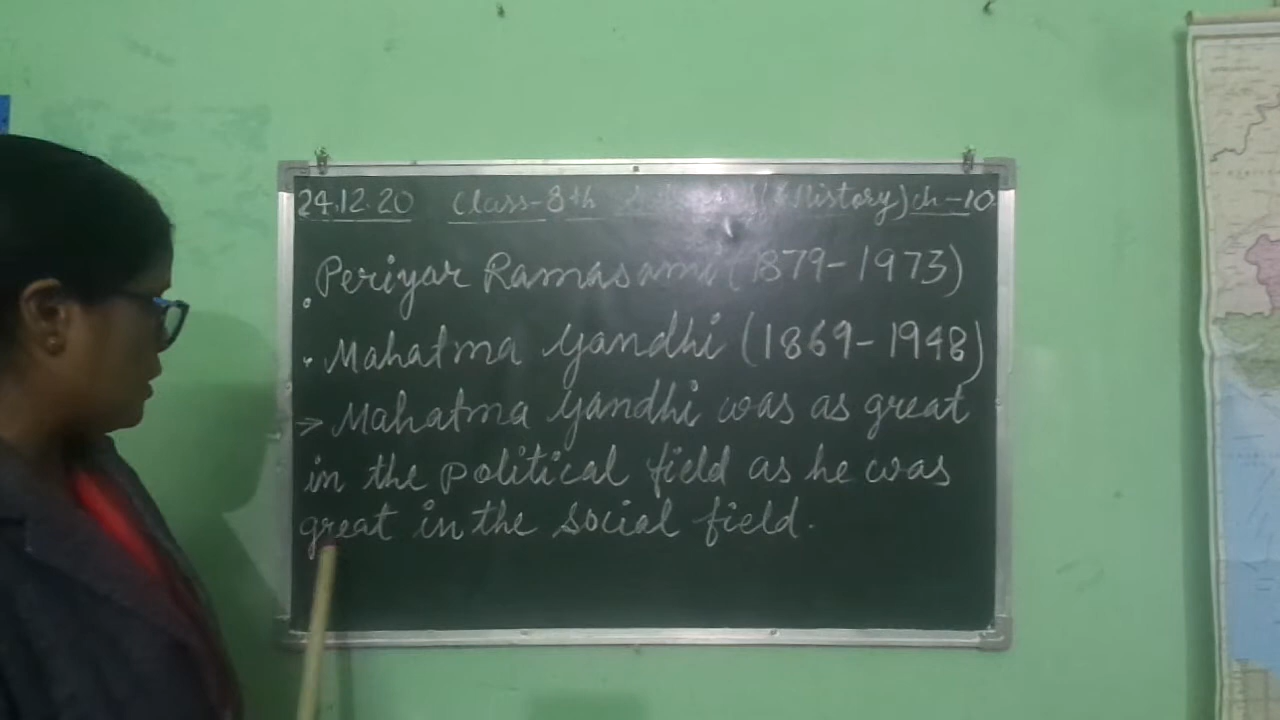 24.12.20 Class-8th (History) ch-10
Periyar Ramasami (1879-1973)
Mahatma Gandhi (1869-1948)
> Mahatma Gandhi was as great
in the political field as he was
great in the social field.